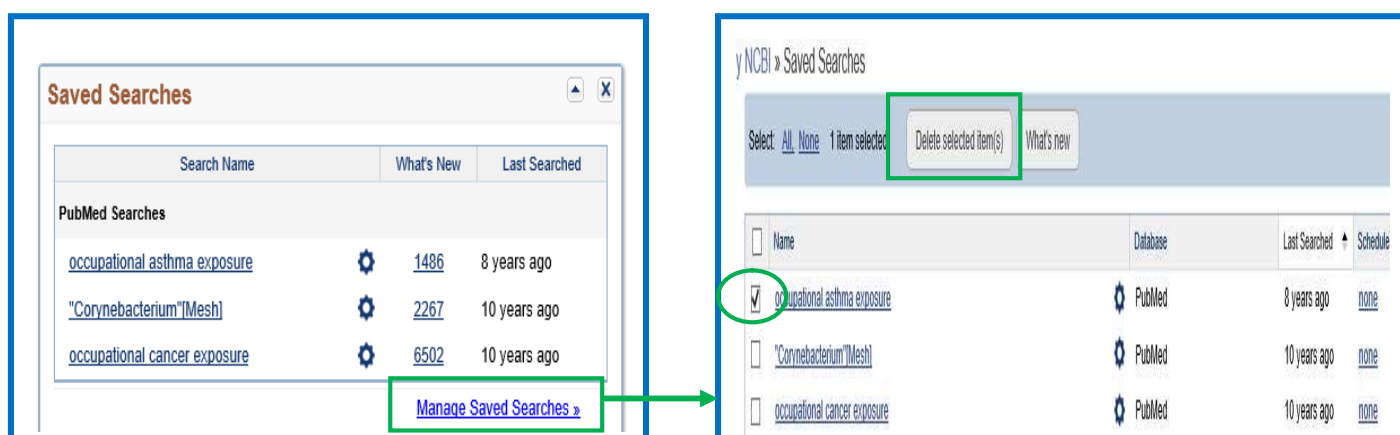 Saved Searches
Search Name What's New Last Searched
PubMed Searches
occupational asthma exposure 1486 8 years ago
"Corynebacterium"[Mesh] 2267 10 years ago
occupational cancer exposure 6502 10 years ago
Manage Saved Searches »
y NCBI » Saved Searches
Select: All, None 1 item selected Delete selected item(s) What's new
Name Database Last Searched Schedule
occupational asthma exposure PubMed 8 years ago none
"Corynebacterium"[Mesh] PubMed 10 years ago none
occupational cancer exposure PubMed 10 years ago none